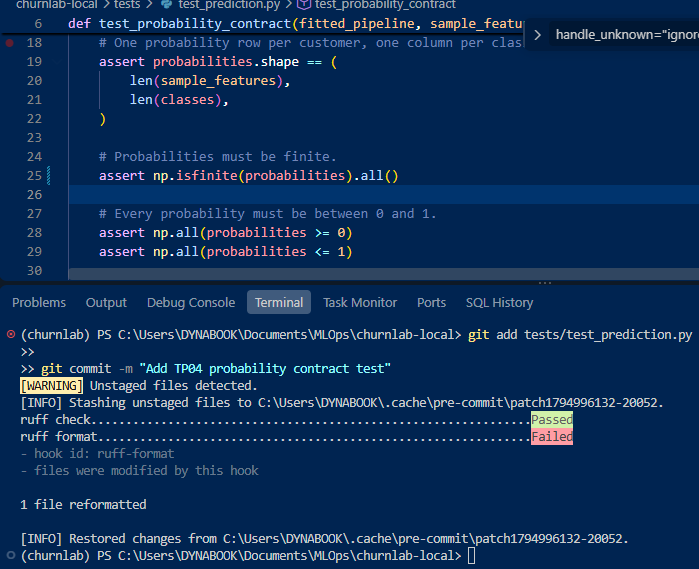 churnlab-local > tests > test_prediction.py > test_probability_contract
6 def test_probability_contract(fitted_pipeline, sample_featur
> handle_unknown="ignor
18 # One probability row per customer, one column per clas
19 assert probabilities.shape == (
20 len(sample_features),
21 len(classes),
22 )
23
24 # Probabilities must be finite.
25 assert np.isfinite(probabilities).all()
26
27 # Every probability must be between 0 and 1.
28 assert np.all(probabilities >= 0)
29 assert np.all(probabilities <= 1)
30
Problems Output Debug Console Terminal Task Monitor Ports SQL History
(churnlab) PS C:\Users\DYNABOOK\Documents\MLOps\churnlab-local> git add tests/test_prediction.py
>>
>> git commit -m "Add TP04 probability contract test"
[WARNING] Unstaged files detected.
[INFO] Stashing unstaged files to C:\Users\DYNABOOK\.cache\pre-commit\patch1794996132-20052.
ruff check...............................................................Passed
ruff format..............................................................Failed
- hook id: ruff-format
- files were modified by this hook
1 file reformatted
[INFO] Restored changes from C:\Users\DYNABOOK\.cache\pre-commit\patch1794996132-20052.
(churnlab) PS C:\Users\DYNABOOK\Documents\MLOps\churnlab-local>